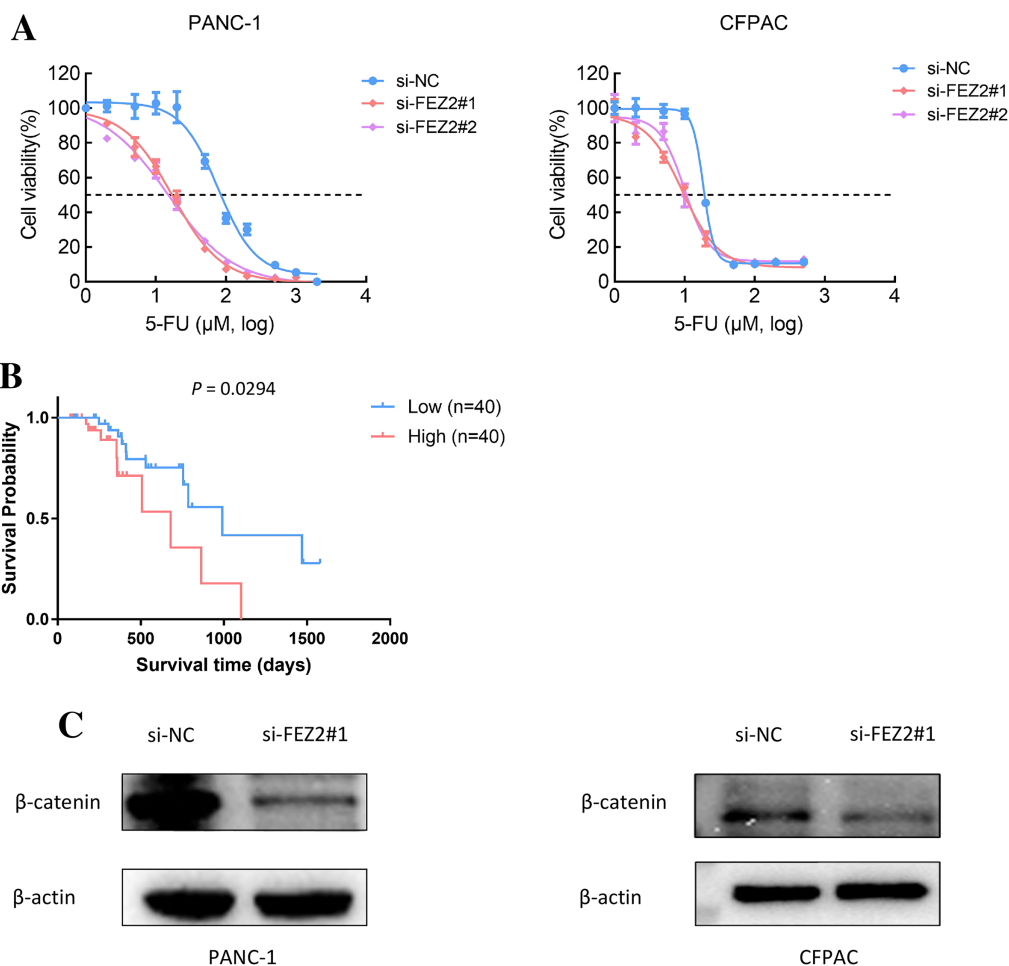 A
PANC-1
CFPAC
si-NC
si-FEZ2#1
si-FEZ2#2
Cell viability(%)
120
100
80
60
40
20
0
0
1
2
3
4
5-FU (μM, log)
si-NC
si-FEZ2#1
si-FEZ2#2
Cell viability(%)
120
100
80
60
40
20
0
0
1
2
3
4
5-FU (μM, log)
B
P = 0.0294
Low (n=40)
High (n=40)
Survival Probability
1.0
0.5
0.0
0
500
1000
1500
2000
Survival time (days)
C
si-NC
si-FEZ2#1
β-catenin
β-actin
PANC-1
si-NC
si-FEZ2#1
β-catenin
β-actin
CFPAC